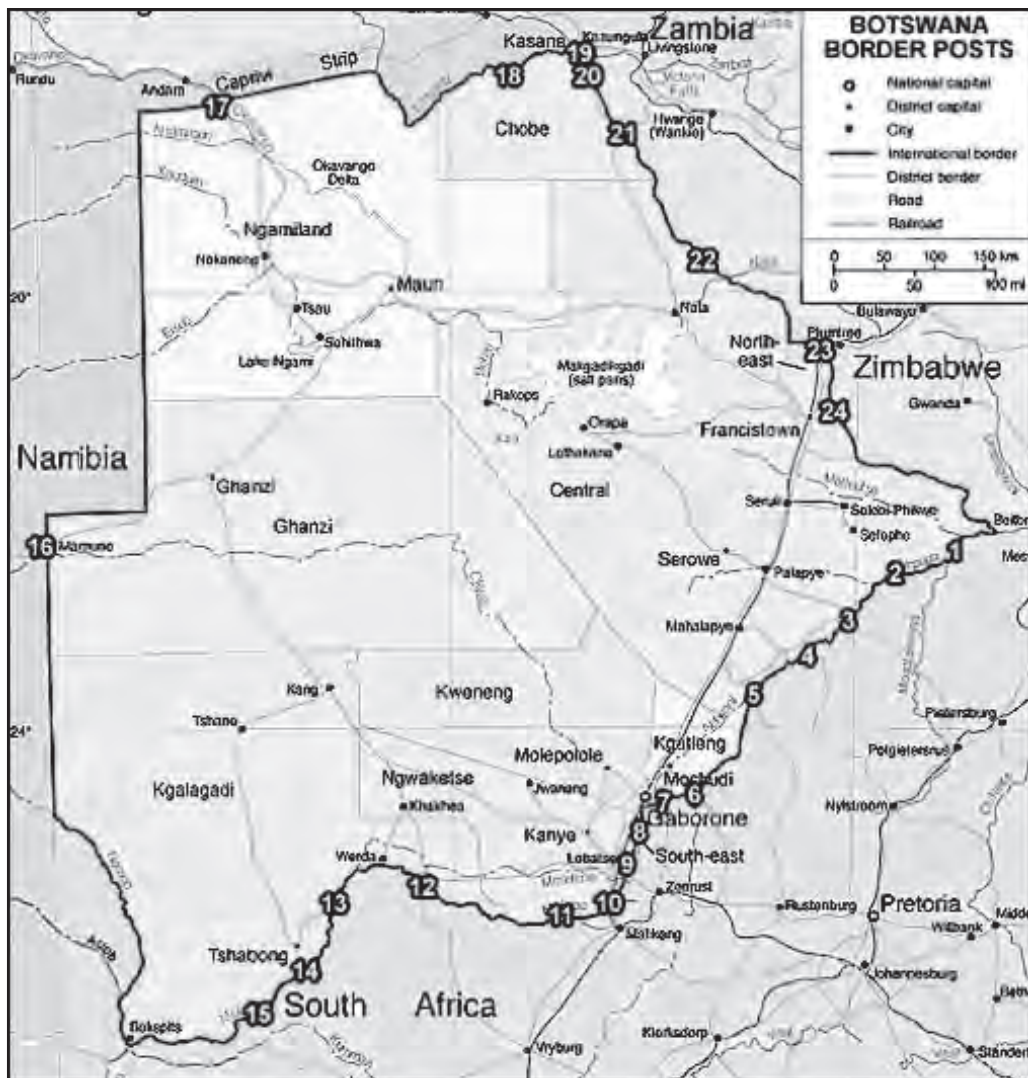 BOTSWANA
BORDER POSTS
National capital
District capital
City
International border
District border
Road
Railroad
0 50 100 150 km
0 50 100 mi
Zambia
Kasane
Kazungula
Livingstone
Victoria
Falls
Hwange
(Wankie)
Caprivi Strip
Rundu
19
18
20
17
21
Chobe
Okavango
Delta
Ngamiland
Nokaneng
22
Maun
20°
Tsau
Nata
Bulawayo
Sehithwa
Lake Ngami
Plumtree
North-
east
23
Makgadikgadi
(salt pans)
Zimbabwe
Rakops
Gwanda
24
Orapa
Francistown
Namibia
Ghanzi
Central
Serule
Ghanzi
Selebi-Phikwe
Sefophe
16
Mamuno
1
Serowe
2
Palapye
3
Mahalapye
4
Kweneng
5
Kang
Tshane
24°
Pietersburg
Potgietersrus
Molepolole
Kgatleng
Mochudi
Kgalagadi
Ngwaketse
Jwaneng
6
7
Khakhea
Nylstroom
Gaborone
Kanye
8
South-east
Lobatse
9
Werda
12
Zeerust
13
10
11
Rustenburg
Pretoria
Mafikeng
Witbank
Tshabong
14
Johannesburg
15
South Africa
Bokspits
Klerksdorp
Vryburg